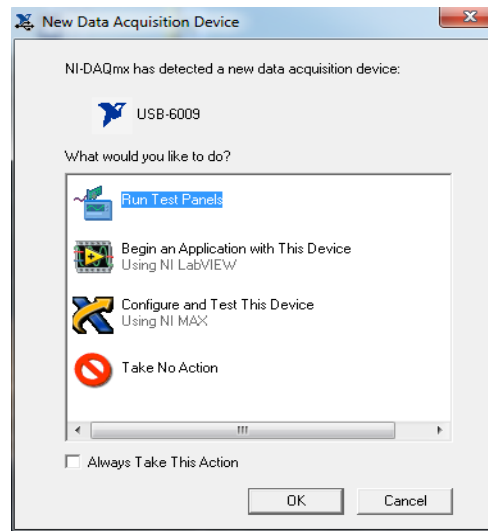 New Data Acquisition Device
NI-DAQmx has detected a new data acquisition device:
USB-6009
What would you like to do?
Run Test Panels
Begin an Application with This Device
Using NI LabVIEW
Configure and Test This Device
Using NI MAX
Take No Action
Always Take This Action
OK
Cancel